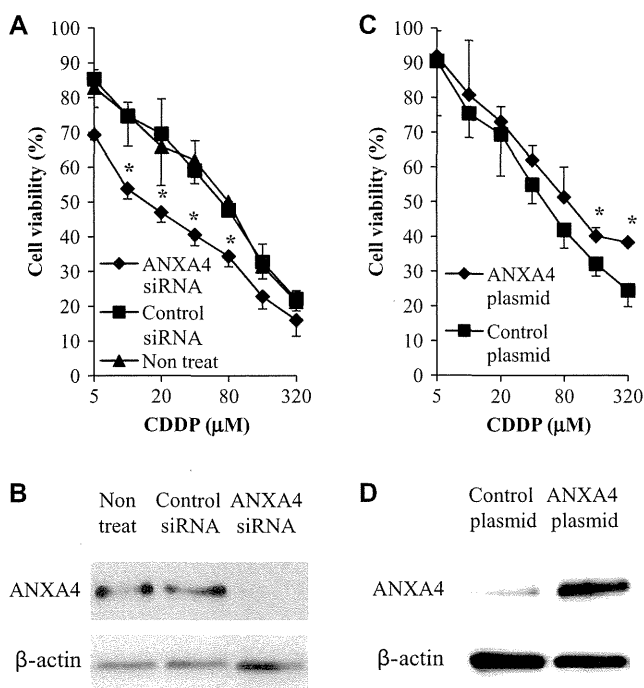 A
100
90
80
70
60
50
40
30
20
10
0
Cell viability (%)
* * * *
ANXA4
siRNA
Control
siRNA
Non treat
5 20 80 320
CDDP (μM)
C
100
90
80
70
60
50
40
30
20
10
0
Cell viability (%)
* *
ANXA4
plasmid
Control
plasmid
5 20 80 320
CDDP (μM)
B
Non Control ANXA4
treat siRNA siRNA
ANXA4
β-actin
D
Control ANXA4
plasmid plasmid
ANXA4
β-actin